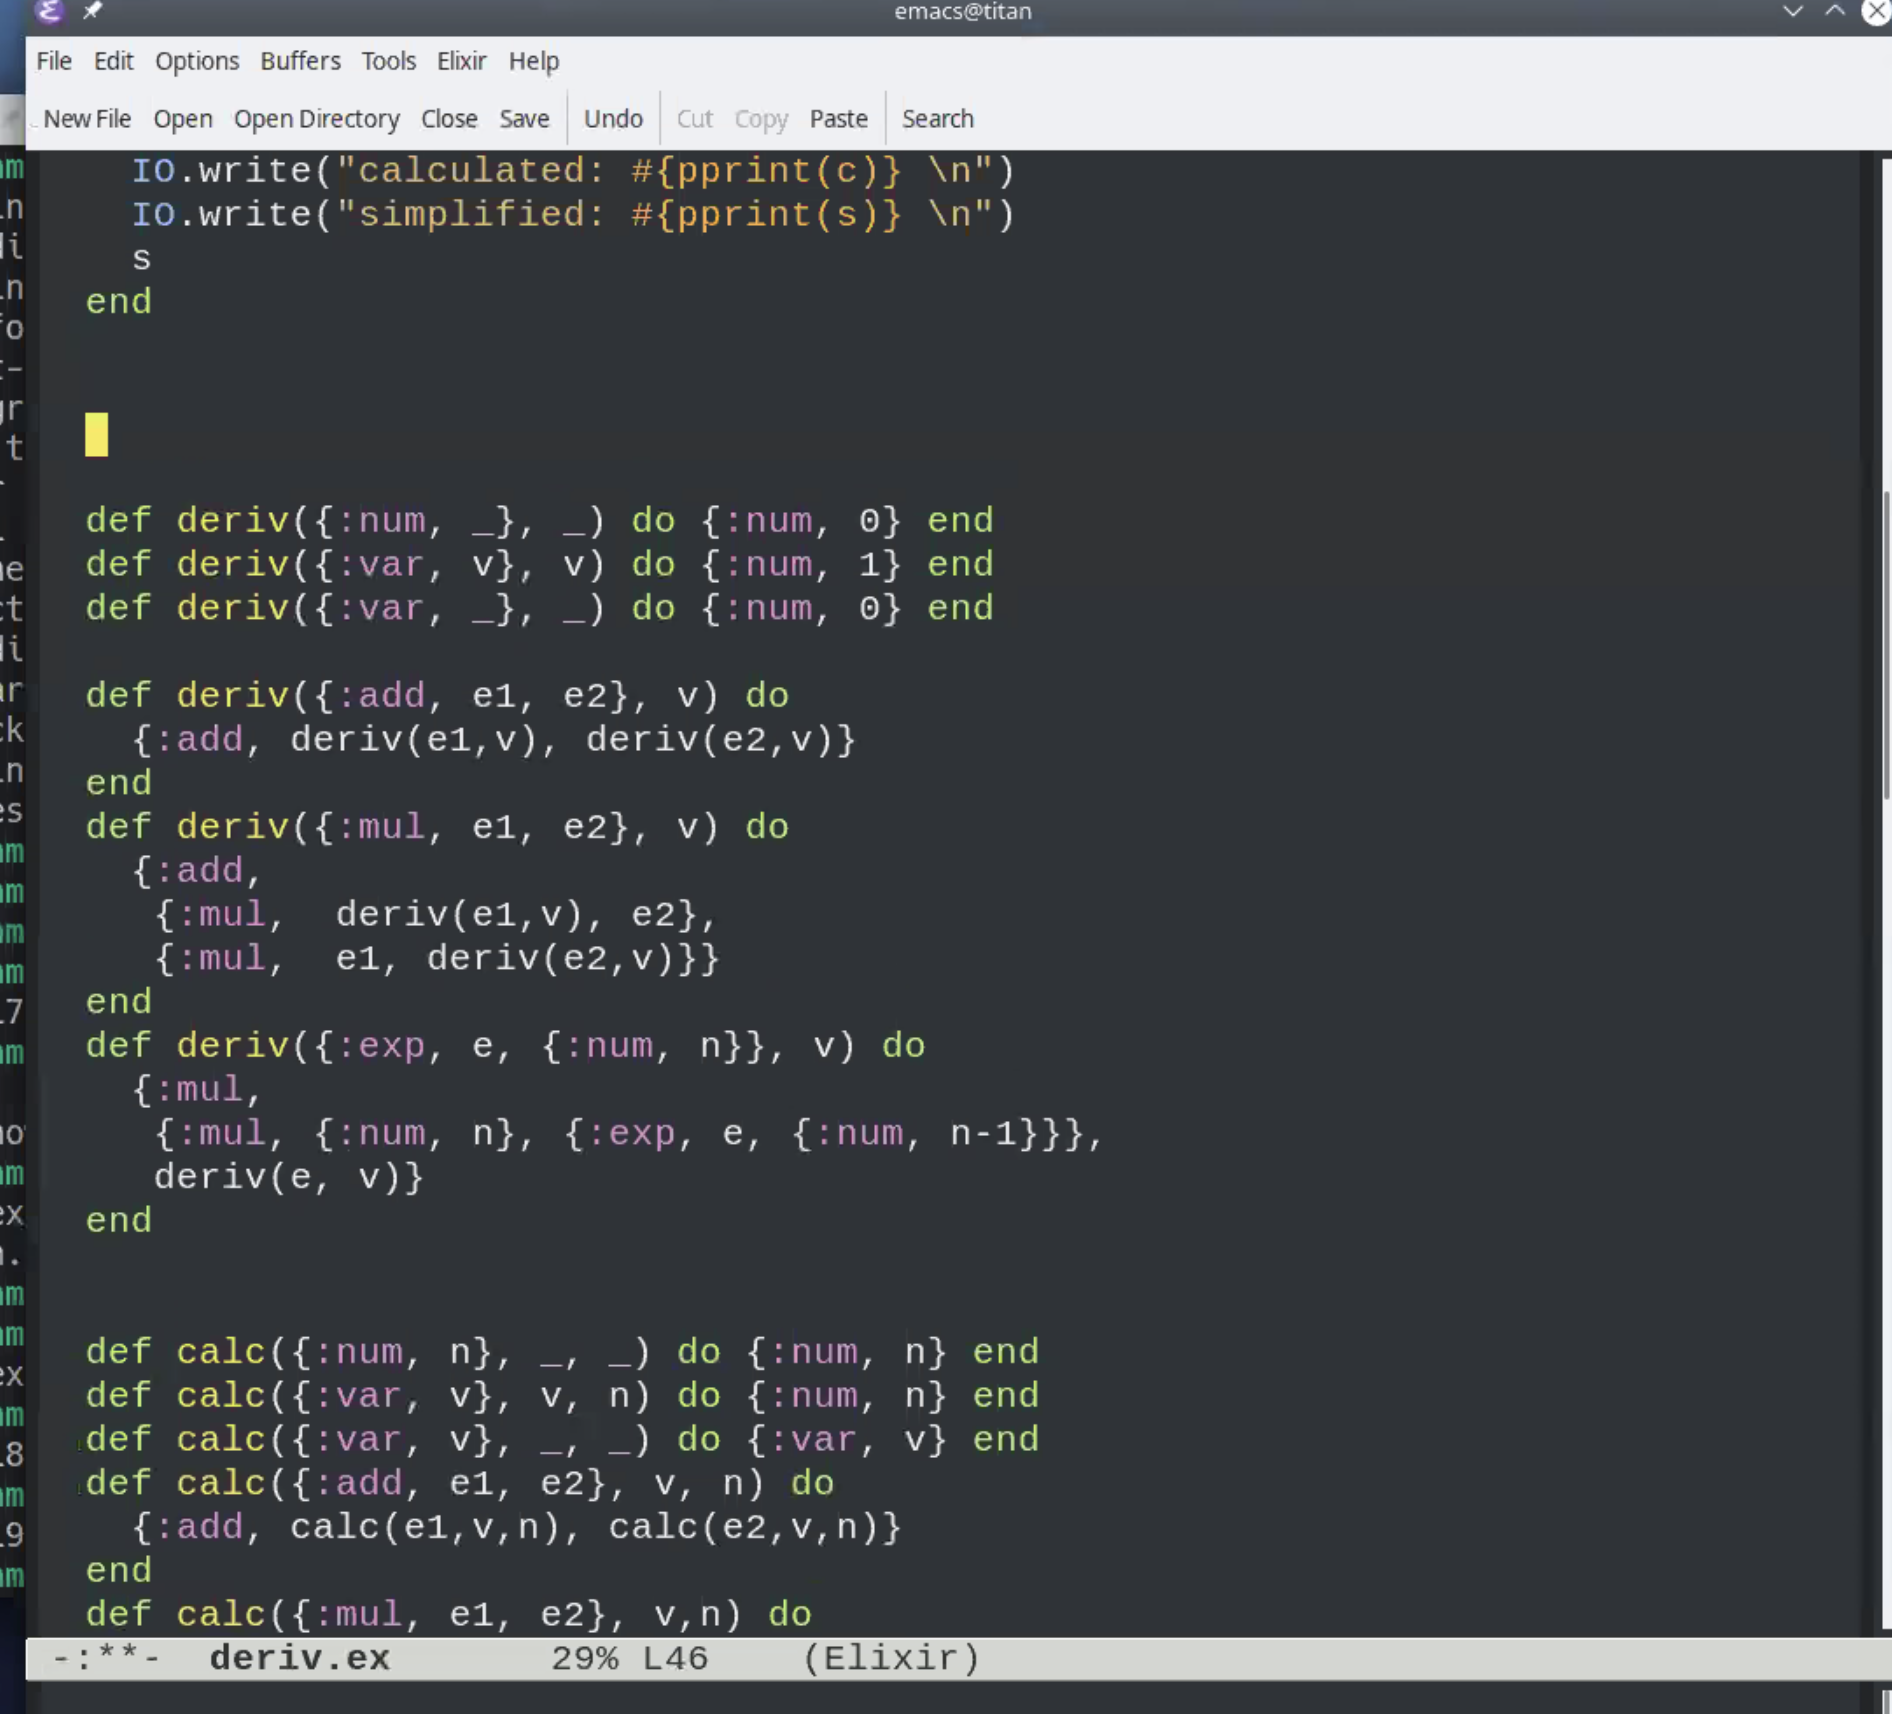 emacs@titan
File Edit Options Buffers Tools Elixir Help
New File Open Open Directory Close Save Undo Cut Copy Paste Search
IO.write("calculated: #{pprint(c)} \n")
IO.write("simplified: #{pprint(s)} \n")
s
end
def deriv({:num, _}, _) do {:num, 0} end
def deriv({:var, v}, v) do {:num, 1} end
def deriv({:var, _}, _) do {:num, 0} end
def deriv({:add, e1, e2}, v) do
{:add, deriv(e1,v), deriv(e2,v)}
end
def deriv({:mul, e1, e2}, v) do
{:add,
{:mul, deriv(e1,v), e2},
{:mul, e1, deriv(e2,v)}}
end
def deriv({:exp, e, {:num, n}}, v) do
{:mul,
{:mul, {:num, n}, {:exp, e, {:num, n-1}}},
deriv(e, v)}
end
def calc({:num, n}, _, _) do {:num, n} end
def calc({:var, v}, v, n) do {:num, n} end
def calc({:var, v}, _, _) do {:var, v} end
def calc({:add, e1, e2}, v, n) do
{:add, calc(e1,v,n), calc(e2,v,n)}
end
def calc({:mul, e1, e2}, v,n) do
-:**- deriv.ex 29% L46 (Elixir)